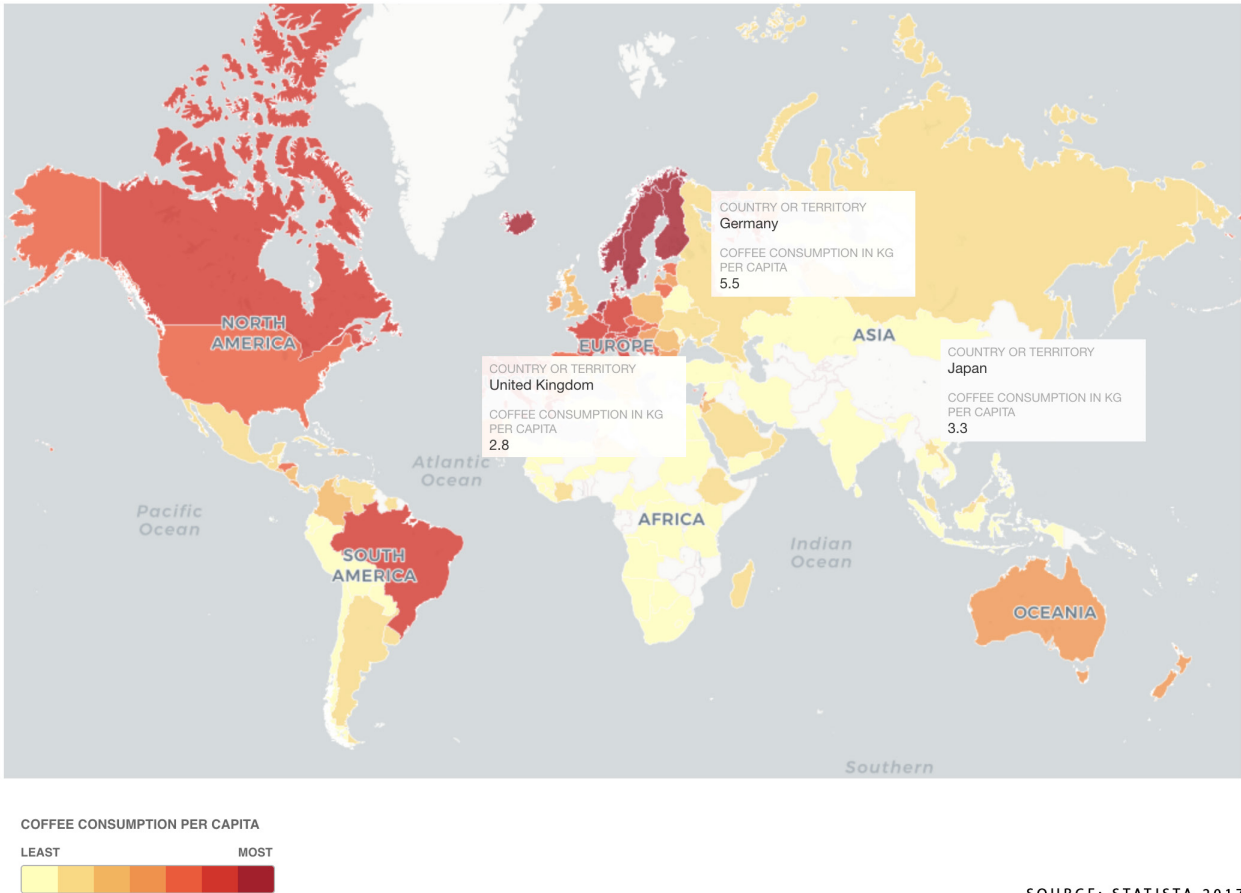 COUNTRY OR TERRITORY
Germany
COFFEE CONSUMPTION IN KG
PER CAPITA
5.5
NORTH
AMERICA
EUROPE
ASIA
COUNTRY OR TERRITORY
Japan
COFFEE CONSUMPTION IN KG
PER CAPITA
3.3
COUNTRY OR TERRITORY
United Kingdom
COFFEE CONSUMPTION IN KG
PER CAPITA
2.8
Atlantic
Ocean
Pacific
Ocean
AFRICA
Indian
Ocean
SOUTH
AMERICA
OCEANIA
Southern
COFFEE CONSUMPTION PER CAPITA
LEAST MOST
SOURCE: STATISTA 2017